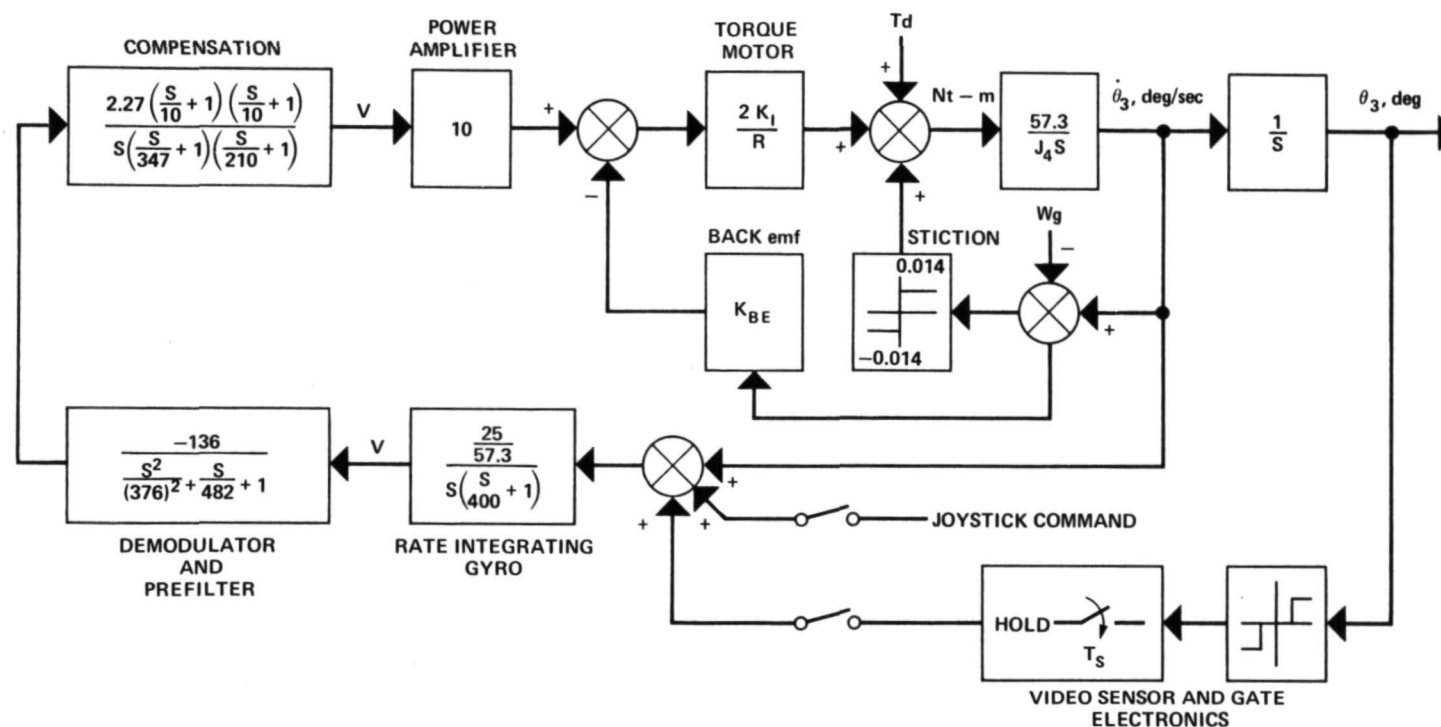 COMPENSATION
2.27 (S/10 + 1) (S/10 + 1)
S(S/347 + 1)(S/210 + 1)
V
POWER
AMPLIFIER
10
+
−
TORQUE
MOTOR
2 K_I
R
Td
+
+
+
Nt − m
57.3
J₄S
θ̇₃, deg/sec
1
S
θ₃, deg
BACK emf
K_BE
STICTION
0.014
−0.014
Wg
−
+
−136
S²/(376)² + S/482 + 1
DEMODULATOR
AND
PREFILTER
V
25
57.3
S(S/400 + 1)
RATE INTEGRATING
GYRO
+
+
+
JOYSTICK COMMAND
HOLD
T_S
VIDEO SENSOR AND GATE
ELECTRONICS